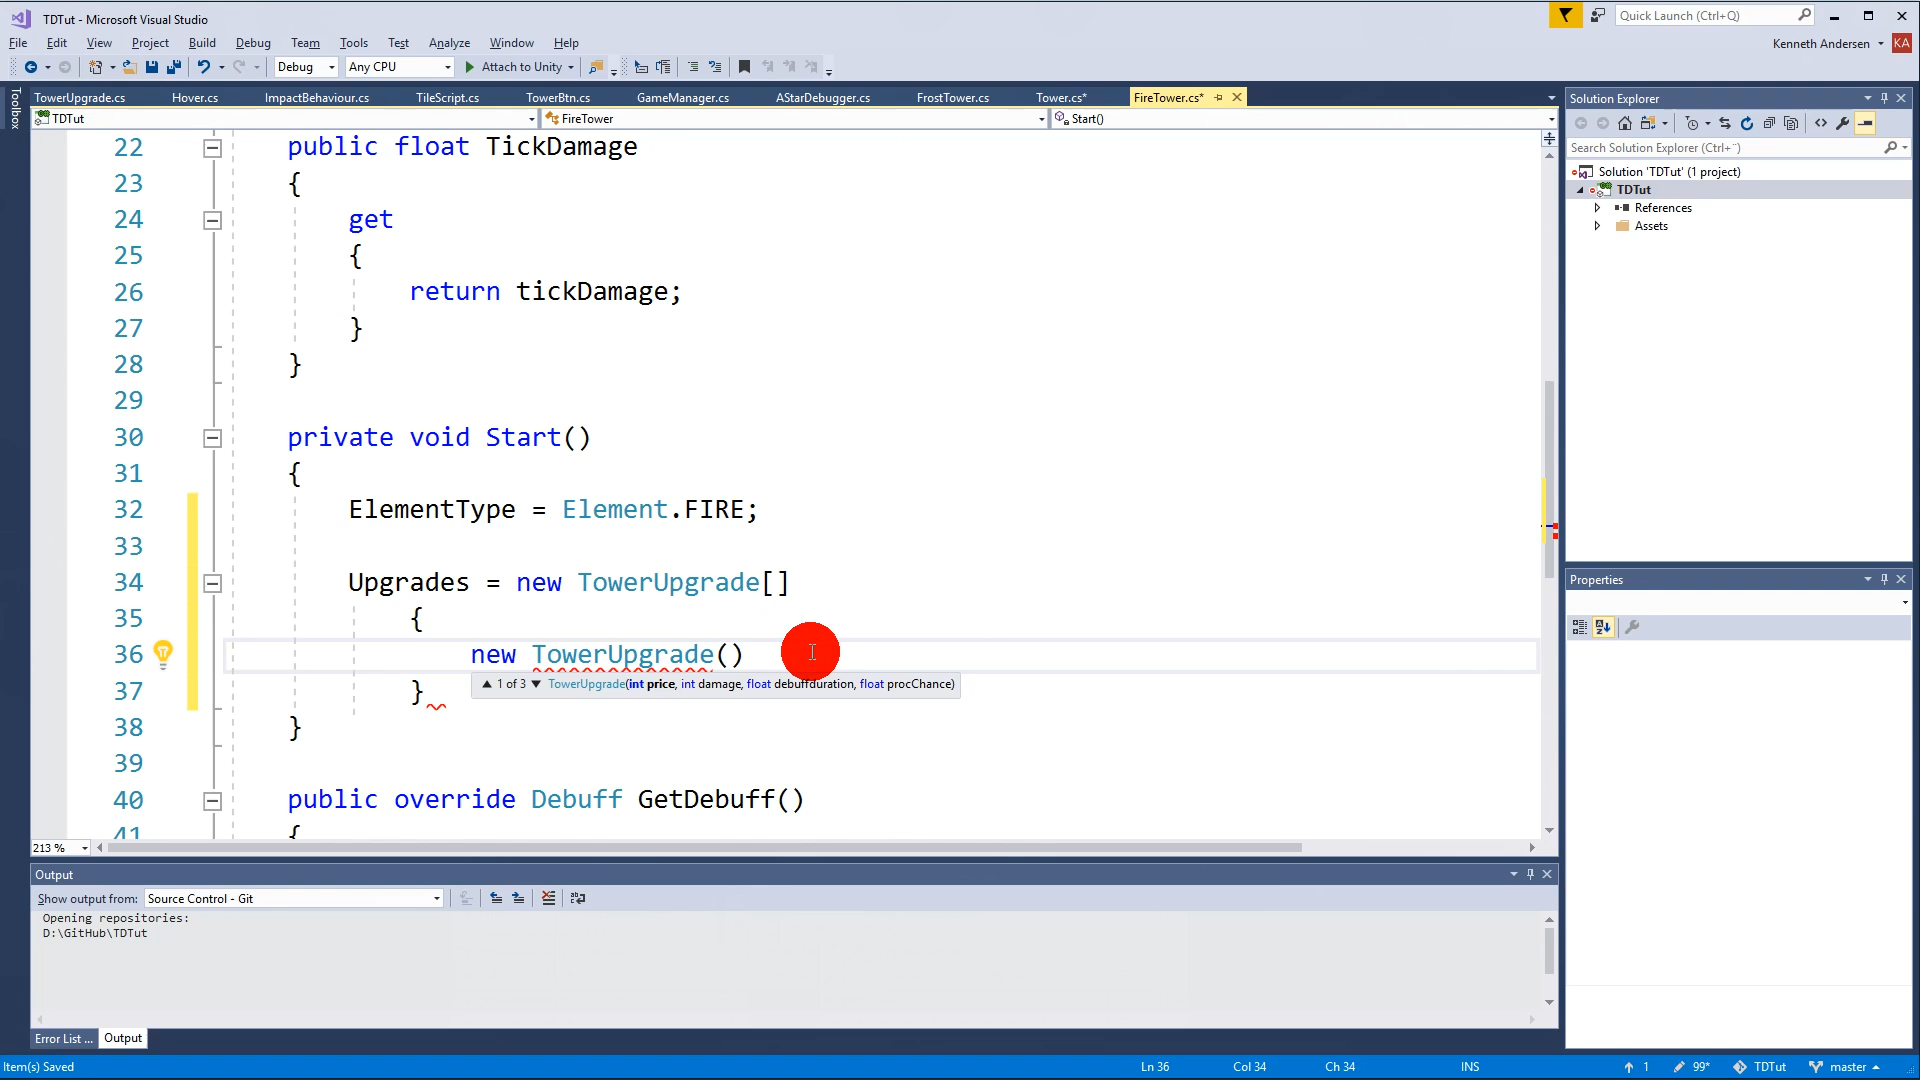 TDTut - Microsoft Visual Studio
Quick Launch (Ctrl+Q)
File Edit View Project Build Debug Team Tools Test Analyze Window Help
Kenneth Andersen KA
Debug Any CPU Attach to Unity
Toolbox
TowerUpgrade.cs Hover.cs ImpactBehaviour.cs TileScript.cs TowerBtn.cs GameManager.cs AStarDebugger.cs FrostTower.cs Tower.cs* FireTower.cs*
TDTut FireTower Start()
22 public float TickDamage
23 {
24 get
25 {
26 return tickDamage;
27 }
28 }
29
30 private void Start()
31 {
32 ElementType = Element.FIRE;
33
34 Upgrades = new TowerUpgrade[]
35 {
36 new TowerUpgrade()
1 of 3 TowerUpgrade(int price, int damage, float debuffduration, float procChance)
37 }
38 }
39
40 public override Debuff GetDebuff()
41 {
213 %
Output
Show output from: Source Control - Git
Opening repositories:
D:\GitHub\TDTut
Error List ... Output
Solution Explorer
Search Solution Explorer (Ctrl+¨)
Solution 'TDTut' (1 project)
TDTut
References
Assets
Properties
Item(s) Saved Ln 36 Col 34 Ch 34 INS 1 99* TDTut master